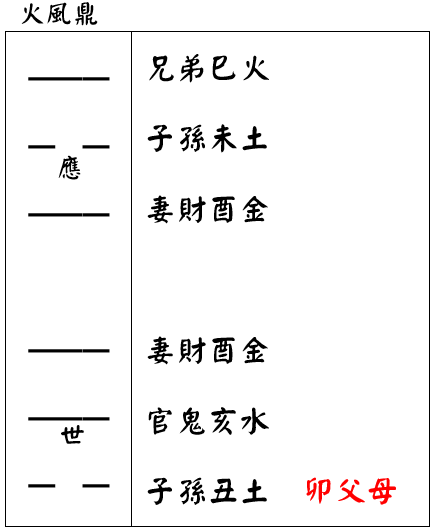 火風鼎
兄弟巳火
子孫未土
應
妻財酉金
妻財酉金
官鬼亥水
世
子孫丑土 卯父母